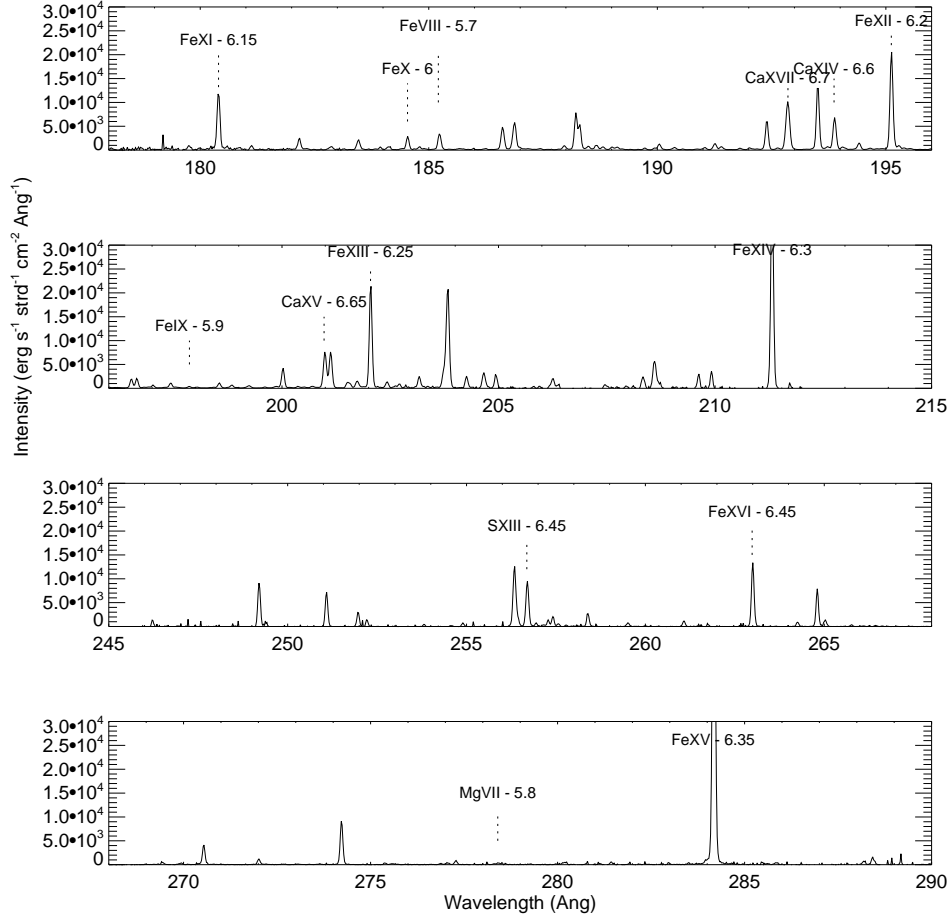 3.0•10⁴
2.5•10⁴
2.0•10⁴
1.5•10⁴
1.0•10⁴
5.0•10³
0
FeXI - 6.15
FeVIII - 5.7
FeX - 6
CaXVII - 6.7
CaXIV - 6.6
FeXII - 6.2
180 185 190 195
3.0•10⁴
2.5•10⁴
2.0•10⁴
1.5•10⁴
1.0•10⁴
5.0•10³
0
FeIX - 5.9
CaXV - 6.65
FeXIII - 6.25
FeXIV - 6.3
200 205 210 215
Intensity (erg s⁻¹ strd⁻¹ cm⁻² Ang⁻¹)
3.0•10⁴
2.5•10⁴
2.0•10⁴
1.5•10⁴
1.0•10⁴
5.0•10³
0
SXIII - 6.45
FeXVI - 6.45
245 250 255 260 265
3.0•10⁴
2.5•10⁴
2.0•10⁴
1.5•10⁴
1.0•10⁴
5.0•10³
0
MgVII - 5.8
FeXV - 6.35
270 275 280 285 290
Wavelength (Ang)